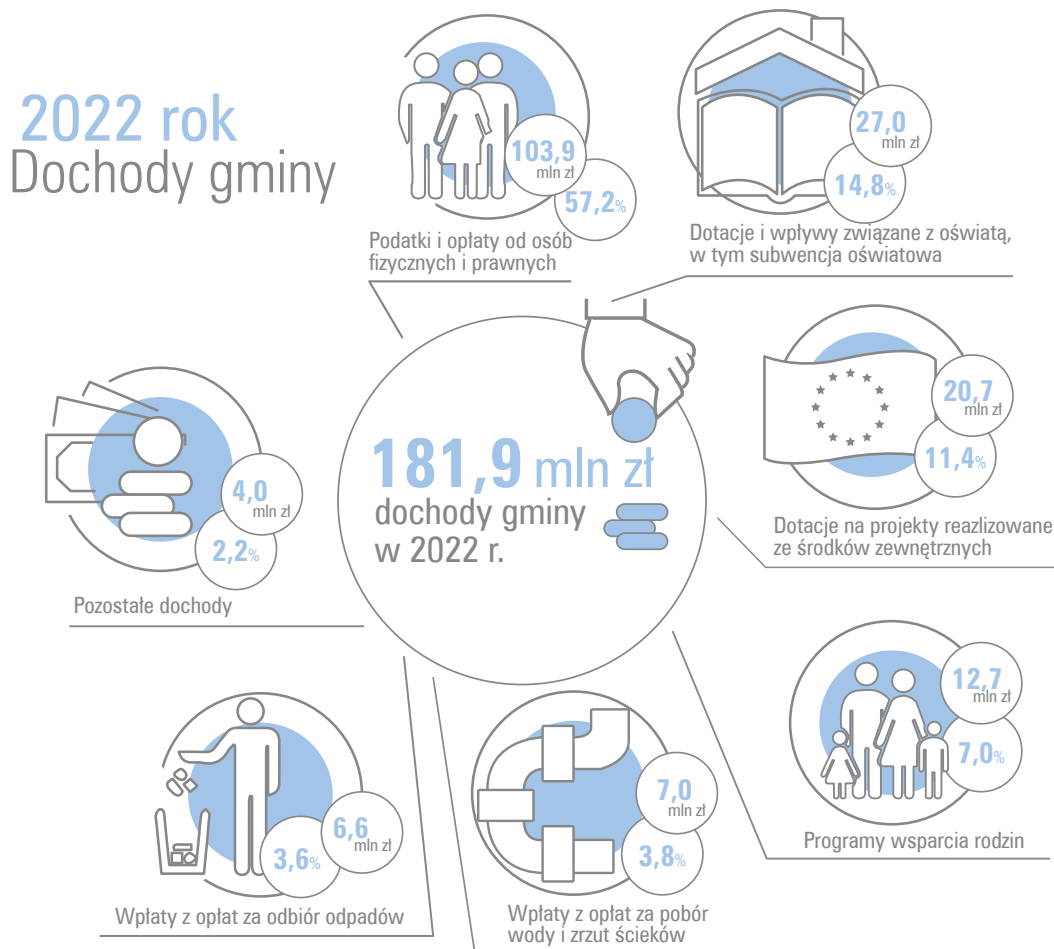 2022 rok
Dochody gminy
103,9
mln zł
57,2%
Podatki i opłaty od osób
fizycznych i prawnych
27,0
mln zł
14,8%
Dotacje i wpływy związane z oświatą,
w tym subwencja oświatowa
20,7
mln zł
11,4%
Dotacje na projekty reazlizowane
ze środków zewnętrznych
181,9 mln zł
dochody gminy
w 2022 r.
4,0
mln zł
2,2%
Pozostałe dochody
12,7
mln zł
7,0%
Programy wsparcia rodzin
6,6
mln zł
3,6%
Wpłaty z opłat za odbiór odpadów
7,0
mln zł
3,8%
Wpłaty z opłat za pobór
wody i zrzut ścieków